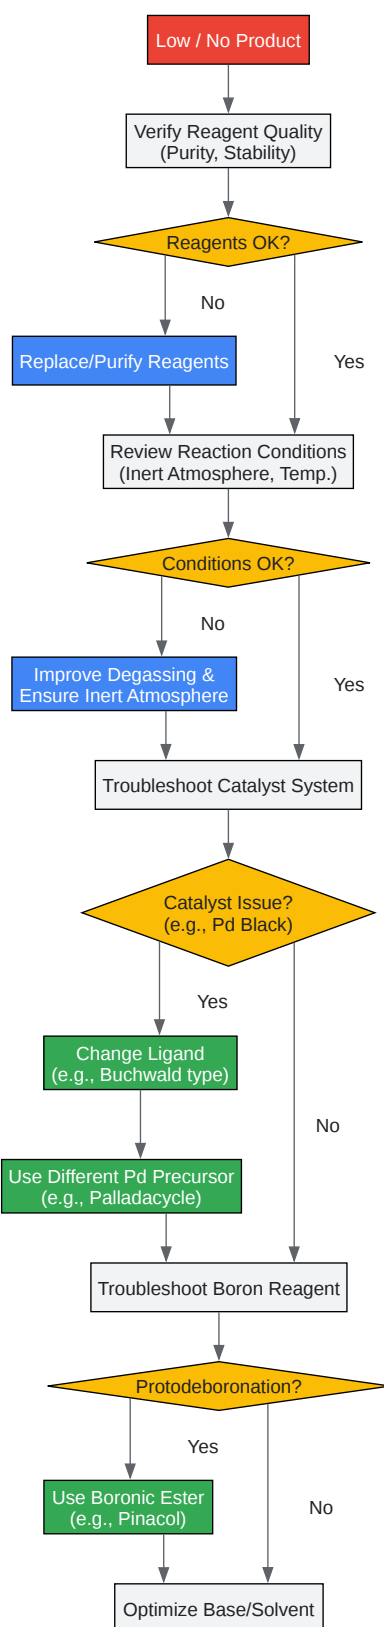 Low / No Product
Verify Reagent Quality
(Purity, Stability)
Reagents OK?
No
Replace/Purify Reagents
Yes
Review Reaction Conditions
(Inert Atmosphere, Temp.)
Conditions OK?
No
Improve Degassing &
Ensure Inert Atmosphere
Yes
Troubleshoot Catalyst System
Catalyst Issue?
(e.g., Pd Black)
Yes
Change Ligand
(e.g., Buchwald type)
No
Use Different Pd Precursor
(e.g., Palladacycle)
Troubleshoot Boron Reagent
Protodeboronation?
Yes
Use Boronic Ester
(e.g., Pinacol)
No
Optimize Base/Solvent